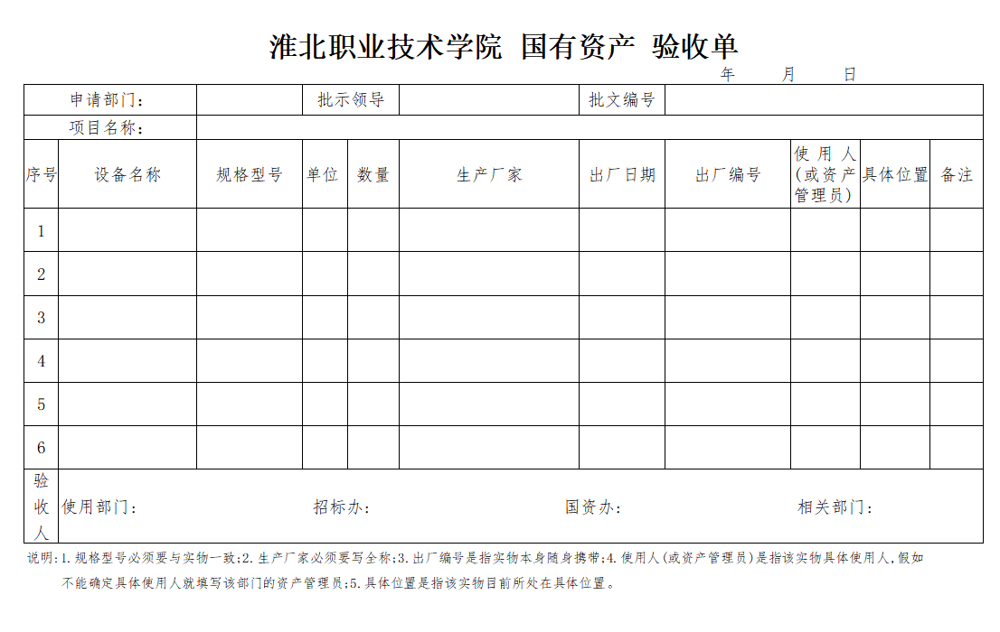 淮北职业技术学院 国有资产 验收单
年 月 日
申请部门： 批示领导 批文编号
项目名称：
序号 设备名称 规格型号 单位 数量 生产厂家 出厂日期 出厂编号 使用人(或资产管理员) 具体位置 备注
1
2
3
4
5
6
验收人 使用部门： 招标办： 国资办： 相关部门：
说明:1.规格型号必须要与实物一致;2.生产厂家必须要写全称;3.出厂编号是指实物本身随身携带;4.使用人(或资产管理员)是指该实物具体使用人,假如
不能确定具体使用人就填写该部门的资产管理员;5.具体位置是指该实物目前所处在具体位置。